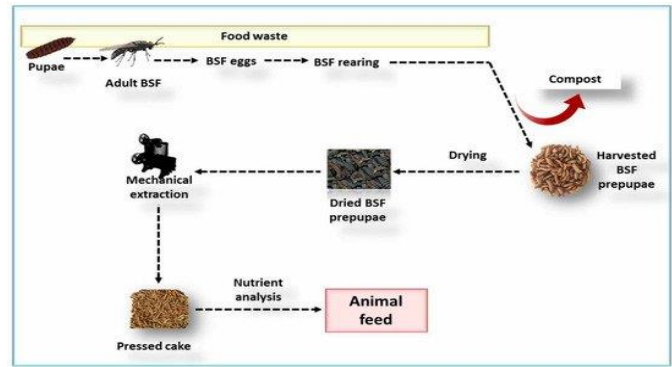 Food waste
Pupae
Adult BSF
BSF eggs
BSF rearing
Compost
Harvested
BSF
prepupae
Drying
Dried BSF
prepupae
Mechanical
extraction
Pressed cake
Nutrient
analysis
Animal
feed